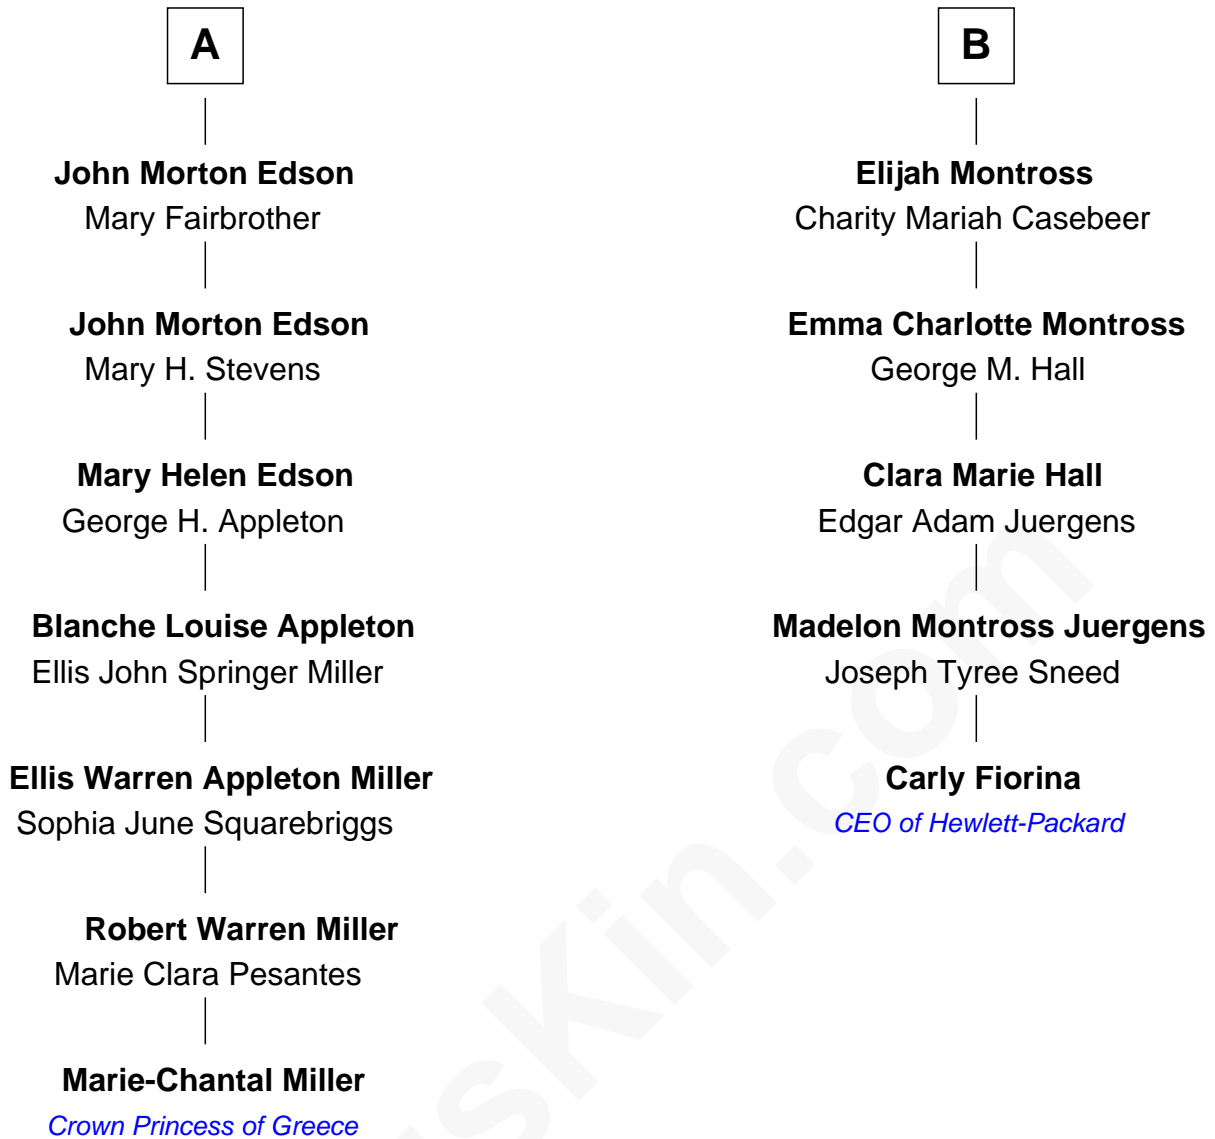 A
John Morton Edson
Mary Fairbrother
John Morton Edson
Mary H. Stevens
Mary Helen Edson
George H. Appleton
Blanche Louise Appleton
Ellis John Springer Miller
Ellis Warren Appleton Miller
Sophia June Squarebriggs
Robert Warren Miller
Marie Clara Pesantes
Marie-Chantal Miller
Crown Princess of Greece
B
Elijah Montross
Charity Mariah Casebeer
Emma Charlotte Montross
George M. Hall
Clara Marie Hall
Edgar Adam Juergens
Madelon Montross Juergens
Joseph Tyree Sneed
Carly Fiorina
CEO of Hewlett-Packard
sKin.com